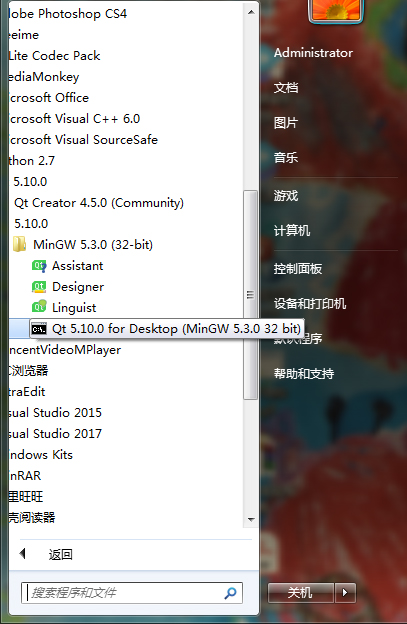 dobe Photoshop CS4
eeime
Lite Codec Pack
ediaMonkey
icrosoft Office
icrosoft Visual C++ 6.0
icrosoft Visual SourceSafe
thon 2.7
5.10.0
Qt Creator 4.5.0 (Community)
5.10.0
MinGW 5.3.0 (32-bit)
Assistant
Designer
Linguist
Qt 5.10.0 for Desktop (MinGW 5.3.0 32 bit)
ncentVideoMPlayer
C浏览器
traEdit
sual Studio 2015
sual Studio 2017
indows Kits
inRAR
里旺旺
壳阅读器
返回
搜索程序和文件
Administrator
文档
图片
音乐
游戏
计算机
控制面板
设备和打印机
默认程序
帮助和支持
关机